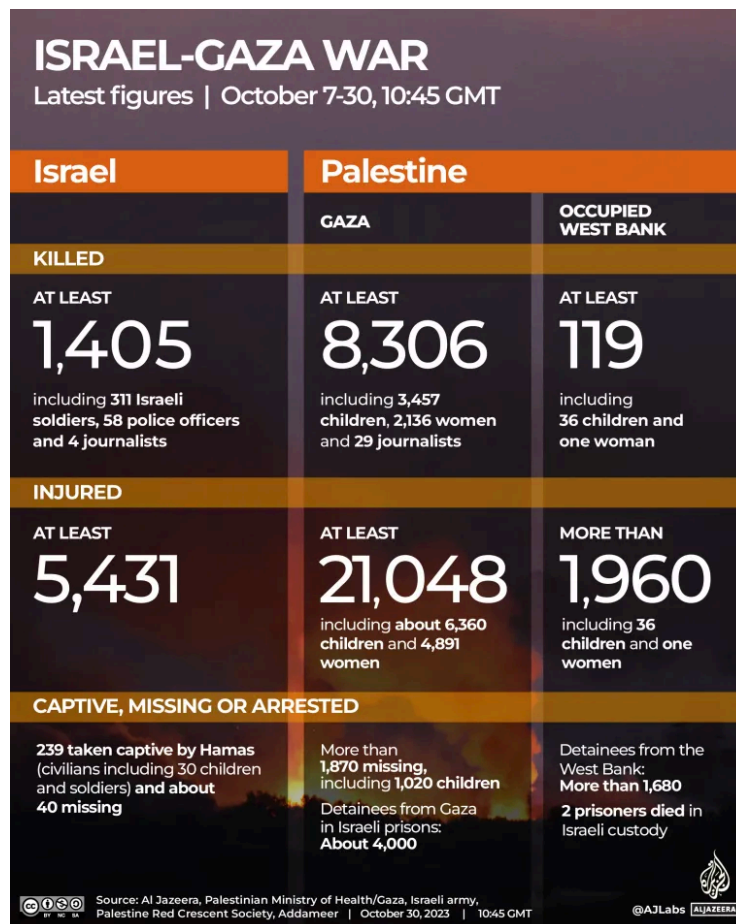 ISRAEL-GAZA WAR
Latest figures | October 7-30, 10:45 GMT
Israel
Palestine
GAZA
OCCUPIED
WEST BANK
KILLED
AT LEAST
1,405
including 311 Israeli
soldiers, 58 police officers
and 4 journalists
AT LEAST
8,306
including 3,457
children, 2,136 women
and 29 journalists
AT LEAST
119
including
36 children and
one woman
INJURED
AT LEAST
5,431
AT LEAST
21,048
including about 6,360
children and 4,891
women
MORE THAN
1,960
including 36
children and one
women
CAPTIVE, MISSING OR ARRESTED
239 taken captive by Hamas
(civilians including 30 children
and soldiers) and about
40 missing
More than
1,870 missing,
including 1,020 children
Detainees from Gaza
in Israeli prisons:
About 4,000
Detainees from the
West Bank:
More than 1,680
2 prisoners died in
Israeli custody
cc
BY NC SA
Source: Al Jazeera, Palestinian Ministry of Health/Gaza, Israeli army,
Palestine Red Crescent Society, Addameer | October 30, 2023 | 10:45 GMT
@AJLabs
ALJAZEERA